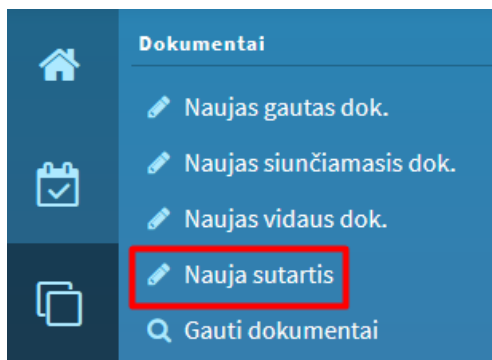 Dokumentai
Naujas gautas dok.
Naujas siunčiamasis dok.
Naujas vidaus dok.
Nauja sutartis
Gauti dokumentai